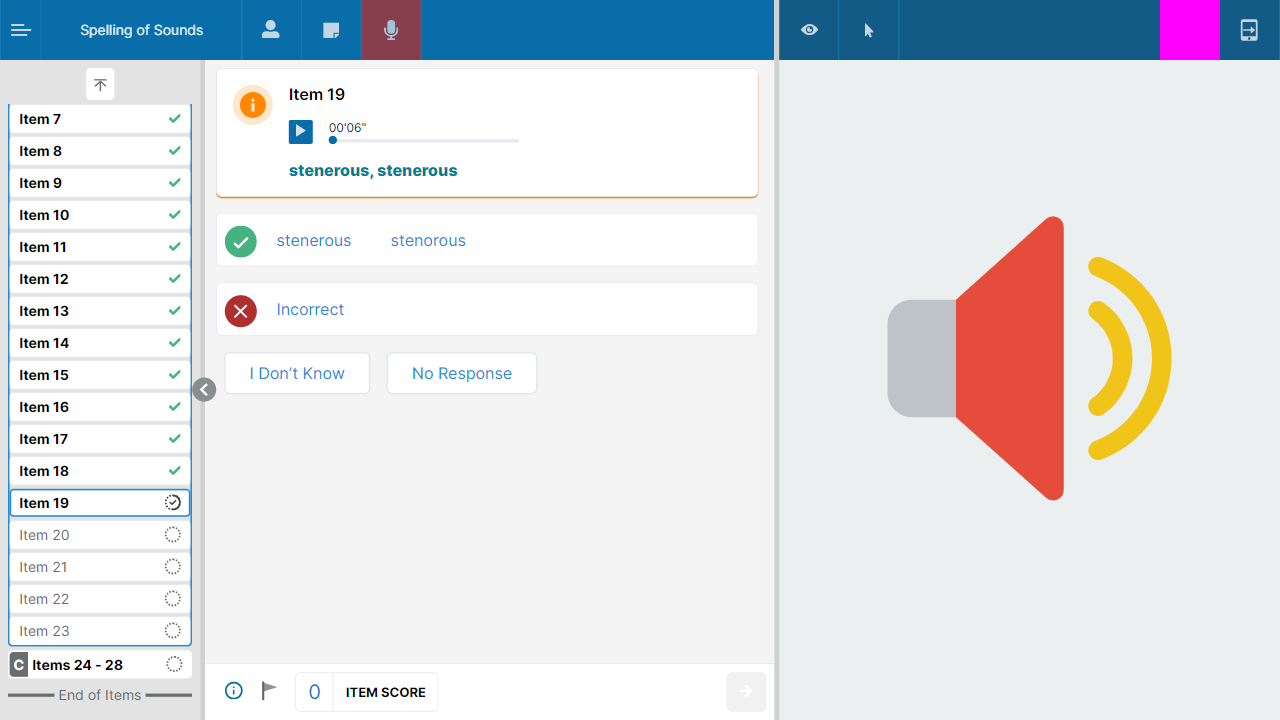 Spelling of Sounds
Item 7
Item 8
Item 9
Item 10
Item 11
Item 12
Item 13
Item 14
Item 15
Item 16
Item 17
Item 18
Item 19
Item 20
Item 21
Item 22
Item 23
C Items 24 - 28
End of Items
Item 19
00'06"
stenerous, stenerous
stenerous stenorous
Incorrect
I Don't Know No Response
0 ITEM SCORE